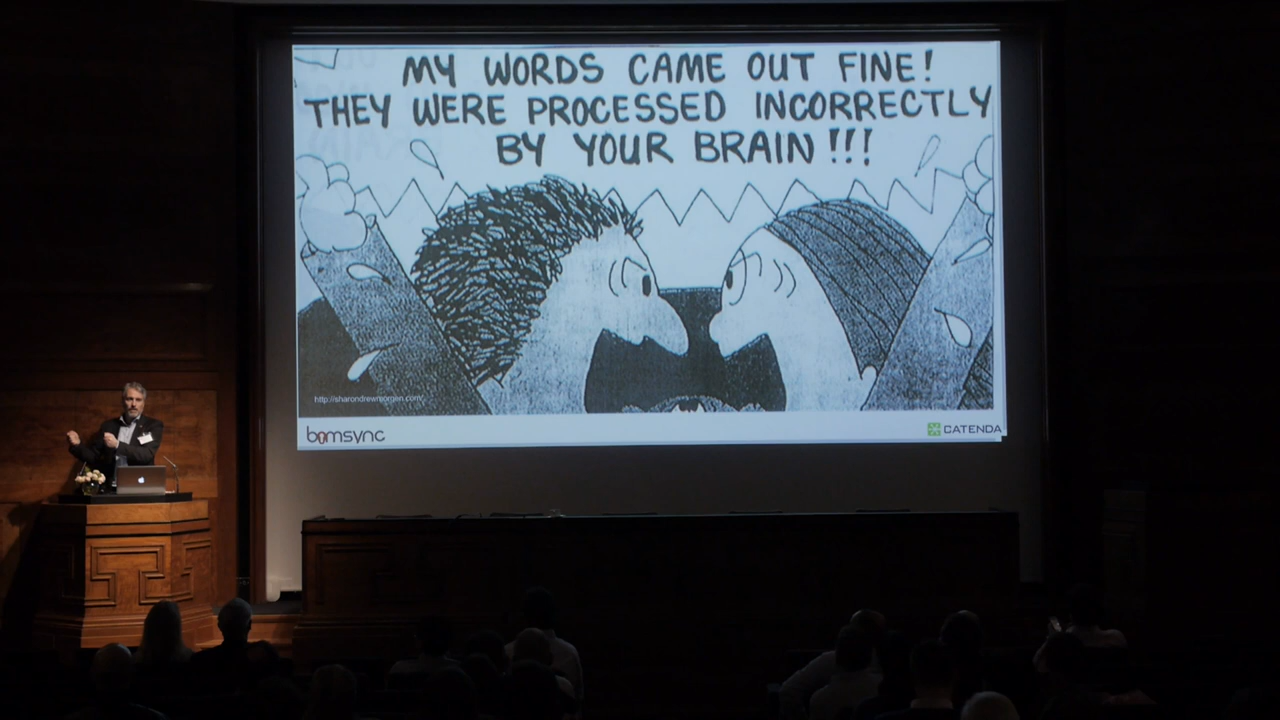 MY WORDS CAME OUT FINE!
THEY WERE PROCESSED INCORRECTLY
BY YOUR BRAIN!!!
http://sharondrewmorgen.com/
bimsync
CATENDA